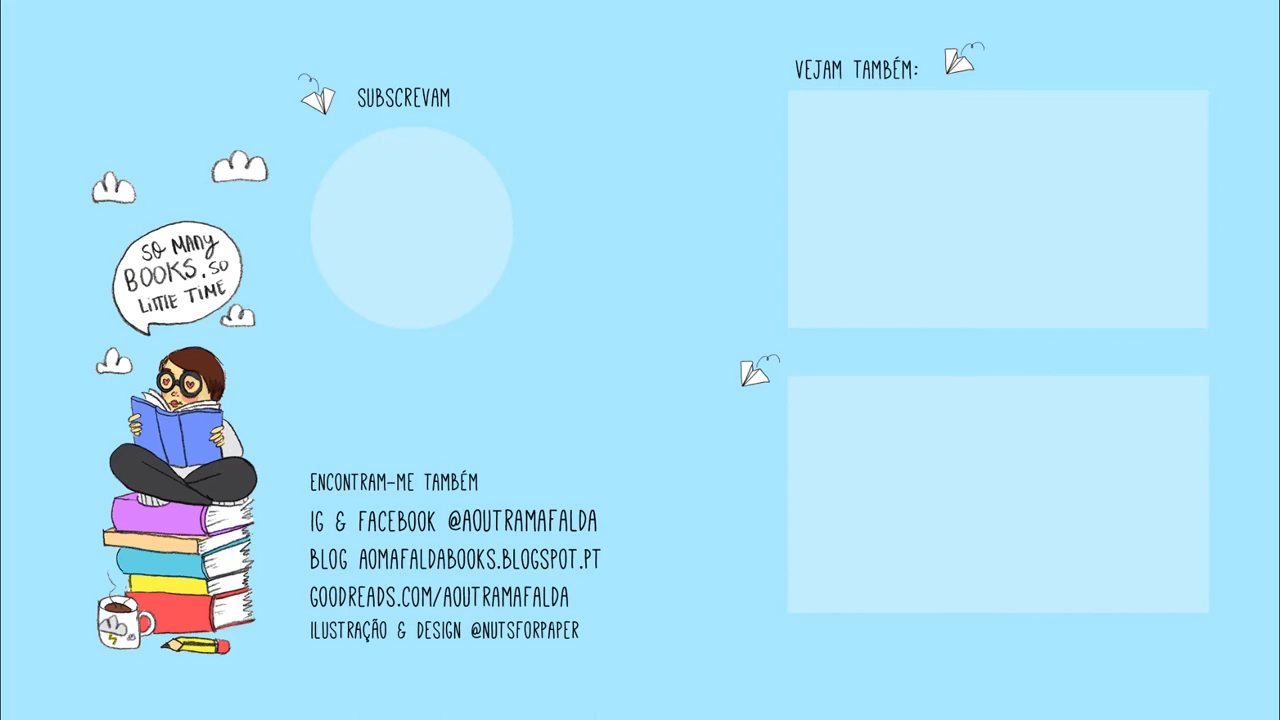 VEJAM TAMBÉM:
SUBSCREVAM
SO MANY
BOOKS, SO
LITTLE TIME
ENCONTRAM-ME TAMBÉM
IG & FACEBOOK @AOUTRAMAFALDA
BLOG AOMAFALDABOOKS.BLOGSPOT.PT
GOODREADS.COM/AOUTRAMAFALDA
ILUSTRAÇÃO & DESIGN @NUTSFORPAPER